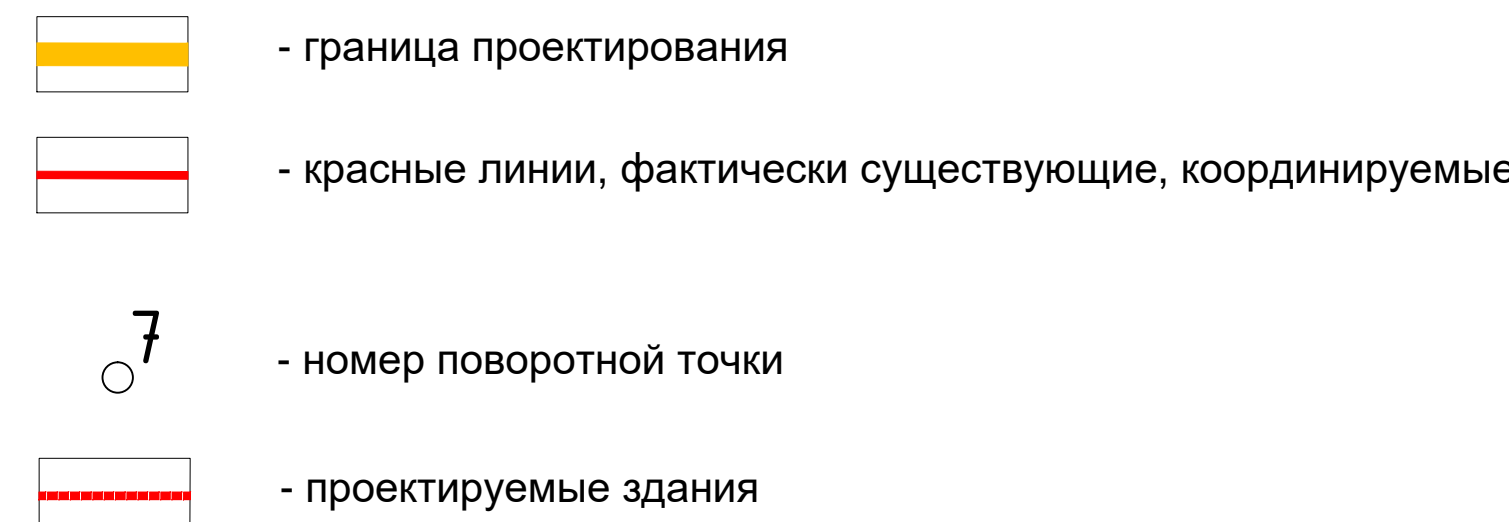 - граница проектирования
- красные линии, фактически существующие, координируемые
7
- номер поворотной точки
- проектируемые здания